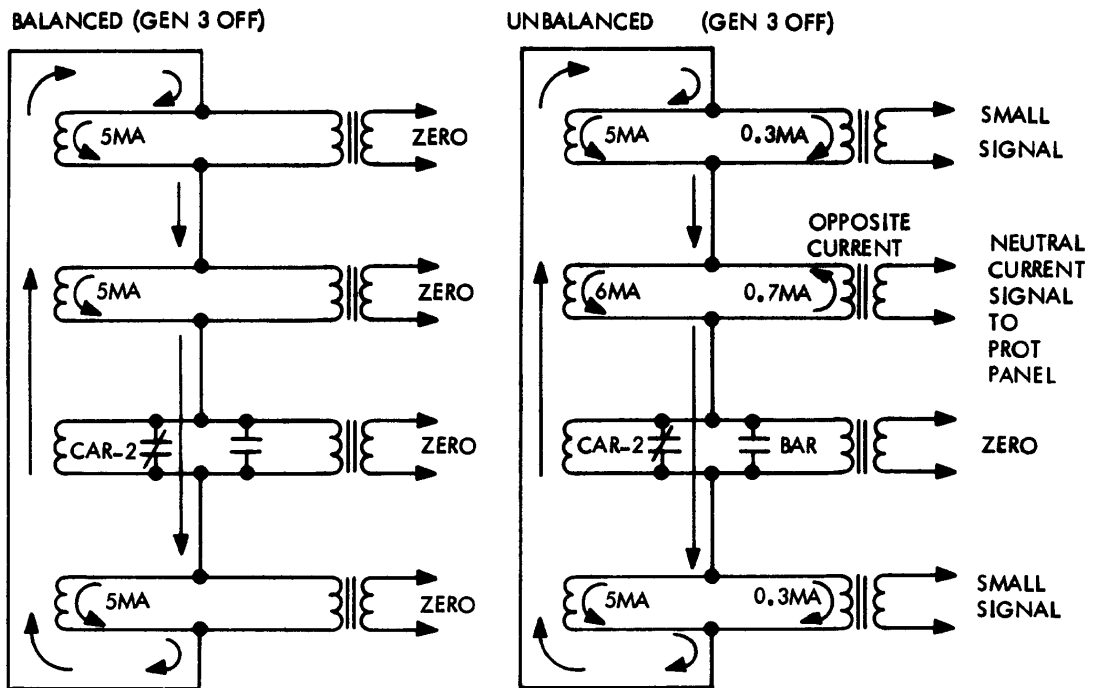 BALANCED (GEN 3 OFF)
5MA
ZERO
5MA
ZERO
CAR-2
ZERO
5MA
ZERO
UNBALANCED (GEN 3 OFF)
5MA
0.3MA
SMALL
SIGNAL
OPPOSITE
CURRENT
6MA
0.7MA
NEUTRAL
CURRENT
SIGNAL
TO
PROT
PANEL
CAR-2
BAR
ZERO
5MA
0.3MA
SMALL
SIGNAL